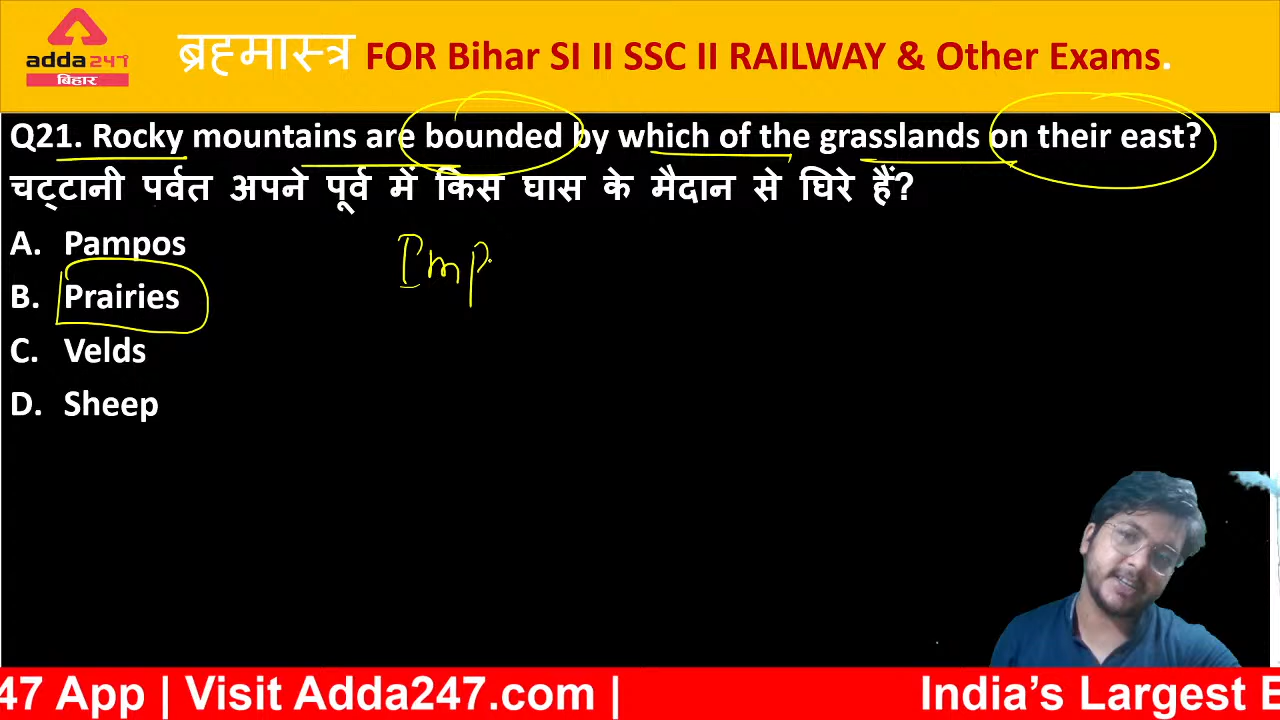 adda247
बिहार
ब्रह्मास्त्र FOR Bihar SI II SSC II RAILWAY & Other Exams.
Q21. Rocky mountains are bounded by which of the grasslands on their east?
चट्टानी पर्वत अपने पूर्व में किस घास के मैदान से घिरे हैं?
A. Pampos
B. Prairies
C. Velds
D. Sheep
Imp.
47 App | Visit Adda247.com | India's Largest E